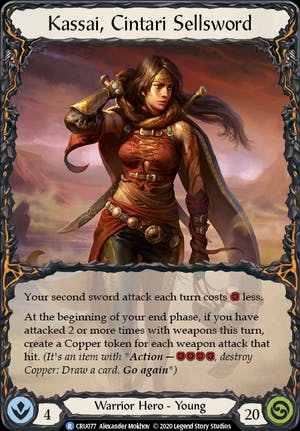 Kassai, Cintari Sellsword
Your second sword attack each turn costs less.
At the beginning of your end phase, if you have
attacked 2 or more times with weapons this turn,
create a Copper token for each weapon attack that
hit. (It's an item with "Action — , destroy
Copper: Draw a card. Go again")
4
Warrior Hero - Young
20
CRU077 Alexander Mokhov © 2020 Legend Story Studios